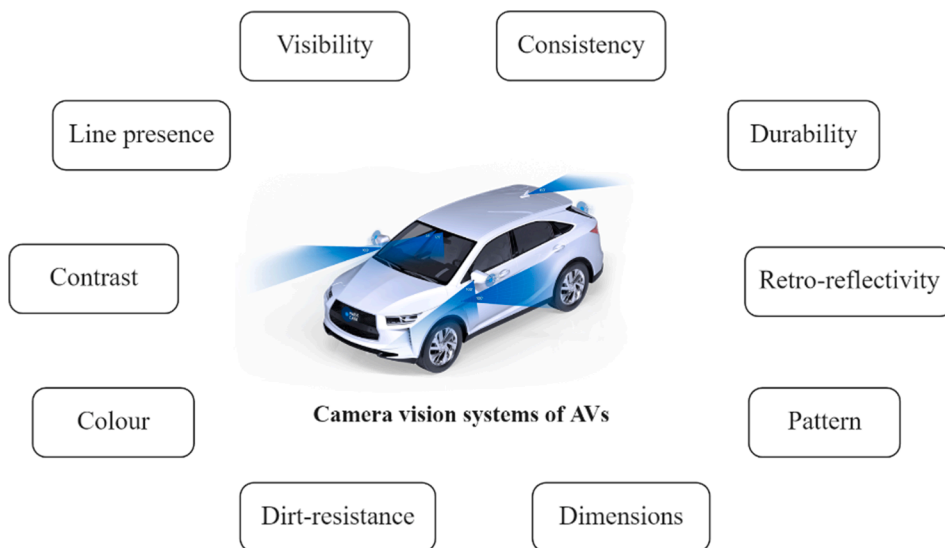 Visibility
Consistency
Line presence
Durability
Contrast
Retro-reflectivity
Colour
Pattern
Camera vision systems of AVs
Dirt-resistance
Dimensions